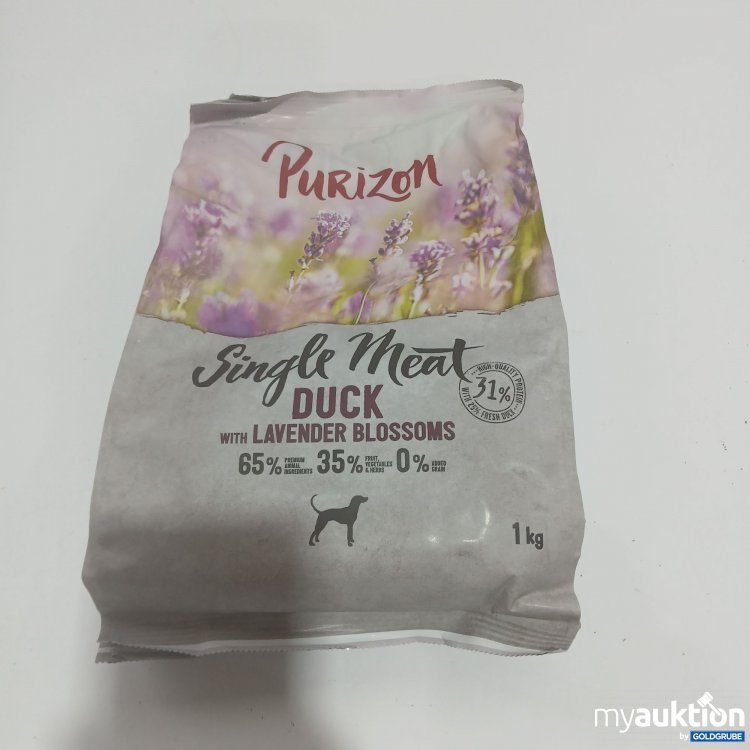 PURIZON
Single Meat
DUCK
WITH LAVENDER BLOSSOMS
HIGH-QUALITY PROTEIN
31%
WITH 25% FRESH DUCK
65% PREMIUM ANIMAL INGREDIENTS 35% FRUIT, VEGETABLES & HERBS 0% ADDED GRAIN
1 kg
myauktion
by GOLDGRUBE